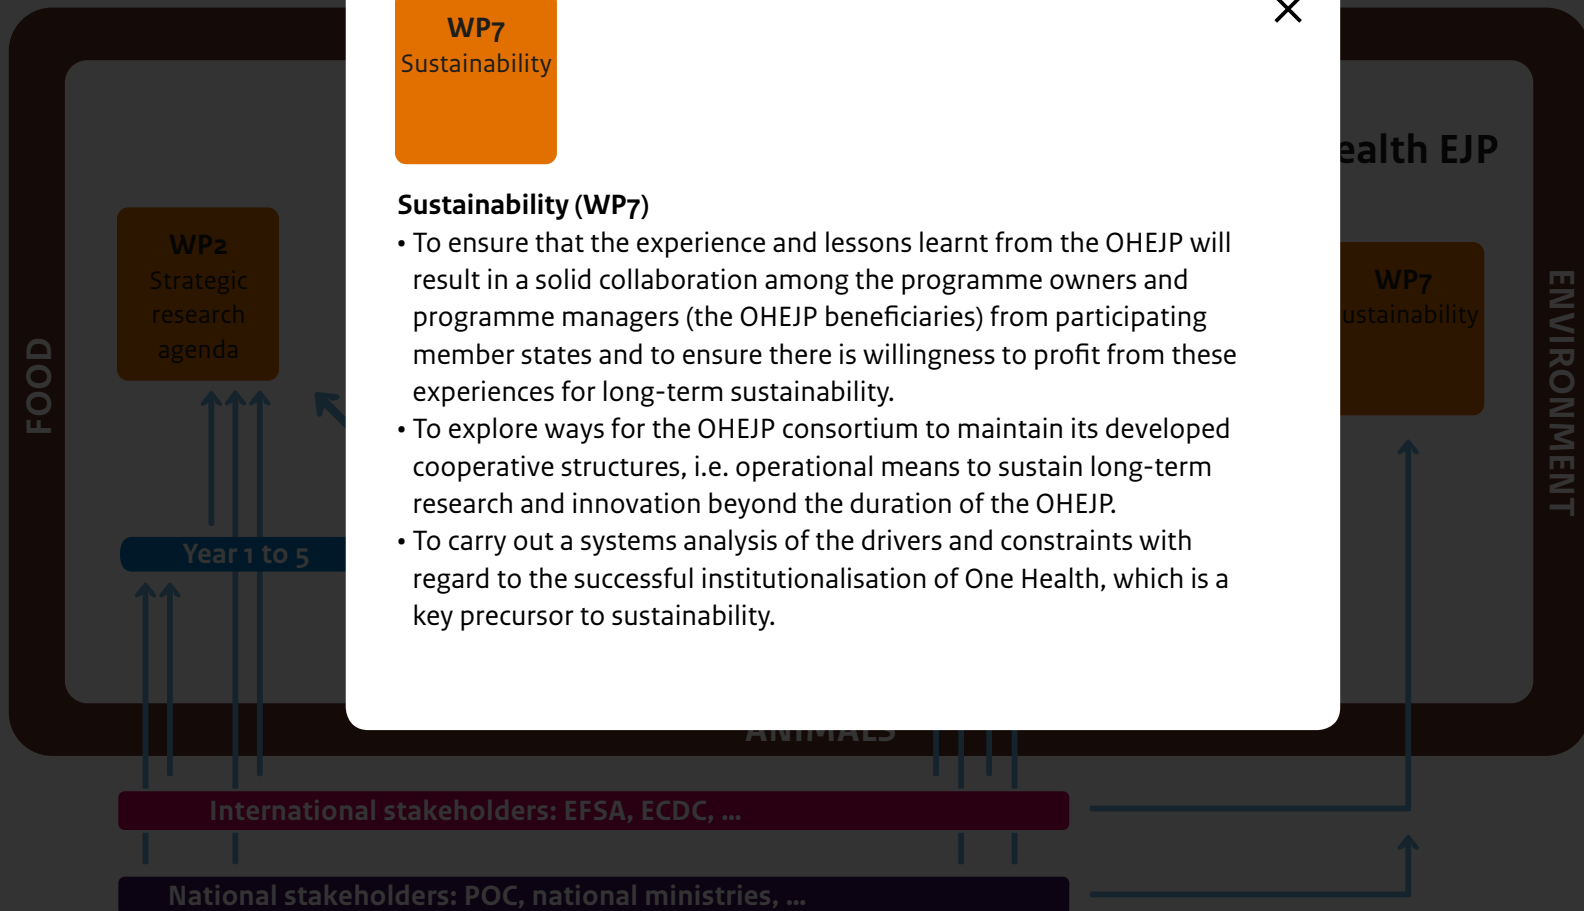 WP7
Sustainability
ealth EJP
Sustainability (WP7)
• To ensure that the experience and lessons learnt from the OHEJP will
result in a solid collaboration among the programme owners and
programme managers (the OHEJP beneficiaries) from participating
member states and to ensure there is willingness to profit from these
experiences for long-term sustainability.
• To explore ways for the OHEJP consortium to maintain its developed
cooperative structures, i.e. operational means to sustain long-term
research and innovation beyond the duration of the OHEJP.
• To carry out a systems analysis of the drivers and constraints with
regard to the successful institutionalisation of One Health, which is a
key precursor to sustainability.
WP2
Strategic
research
agenda
WP7
ustainability
FOOD
ENVIRONMENT
Year 1 to 5
ANIMALS
International stakeholders: EFSA, ECDC, ...
National stakeholders: POC, national ministries, ...